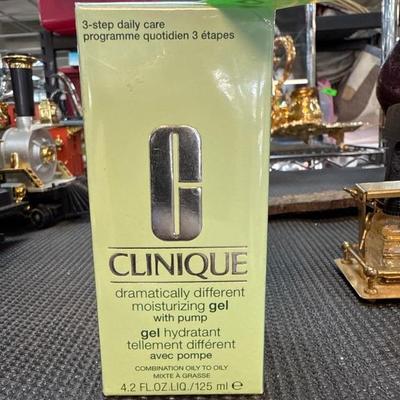 3-step daily care
programme quotidien 3 étapes
C
CLINIQUE
dramatically different
moisturizing gel
with pump
gel hydratant
tellement différent
avec pompe
COMBINATION OILY TO OILY
MIXTE À GRASSE
4.2 FL.OZ.LIQ./125 ml ℮